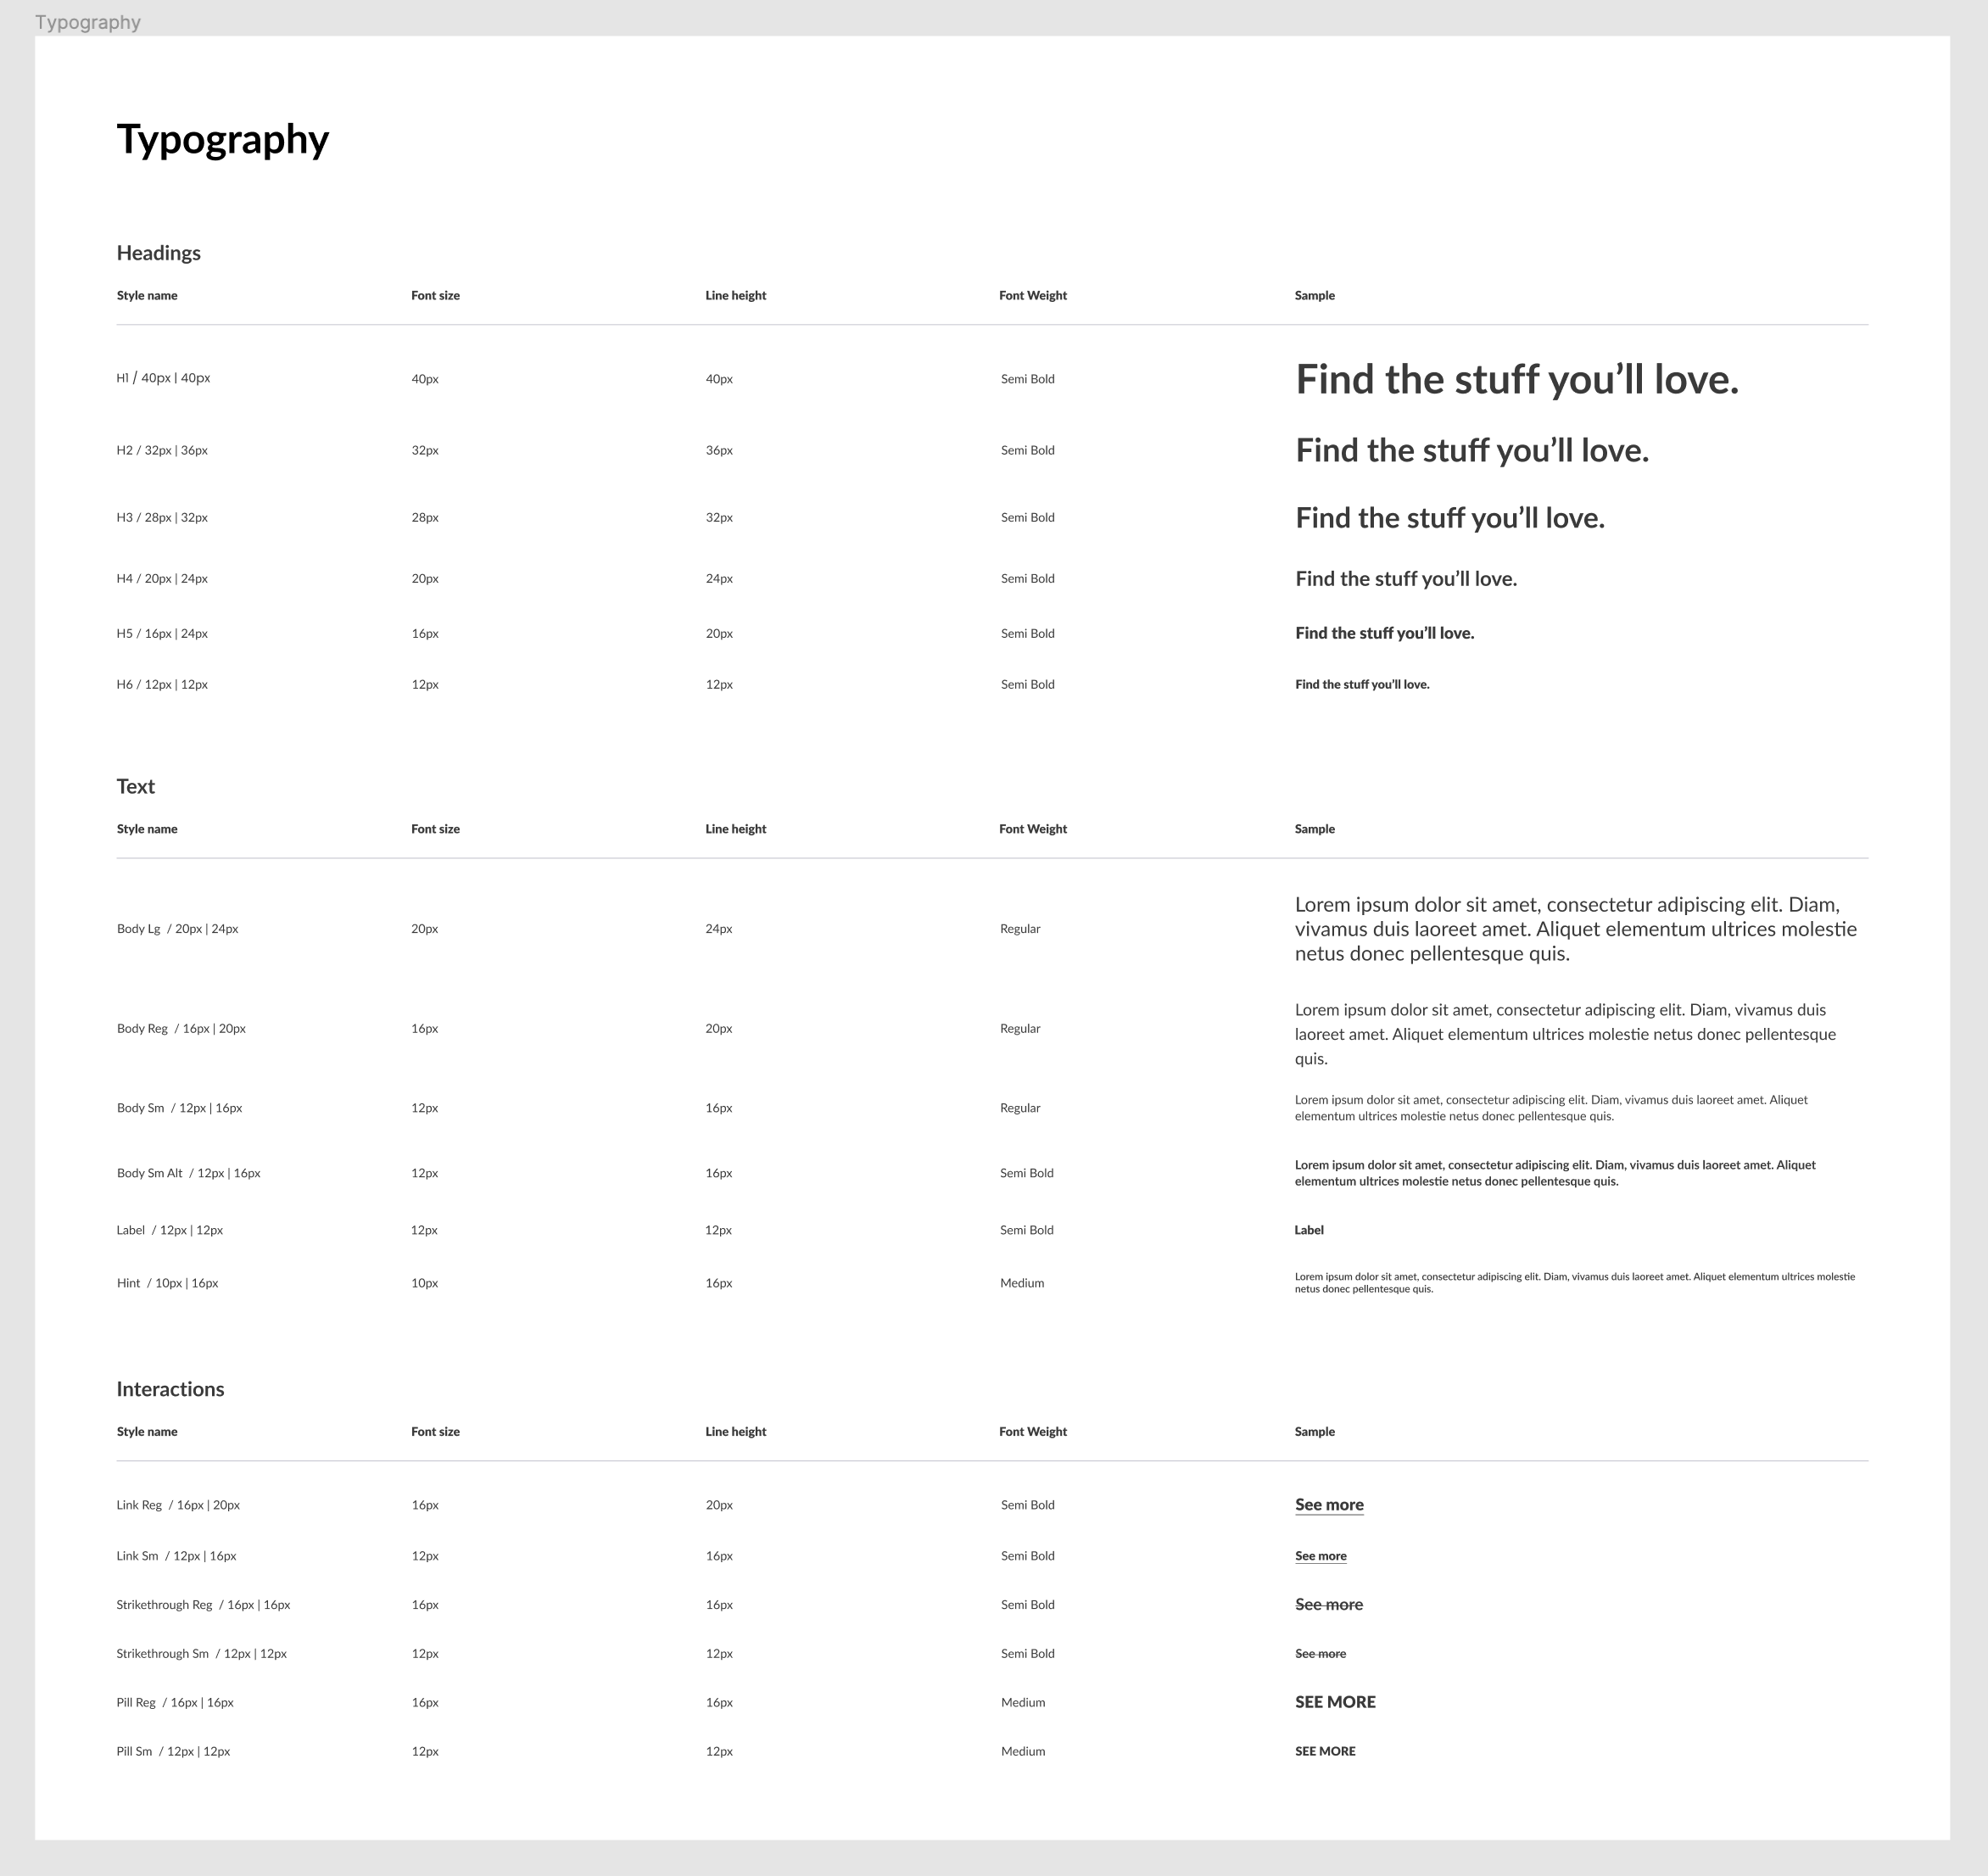 Typography
Typography
Headings
Style name Font size Line height Font Weight Sample
H1 / 40px | 40px 40px 40px Semi Bold Find the stuff you’ll love.
H2 / 32px | 36px 32px 36px Semi Bold Find the stuff you’ll love.
H3 / 28px | 32px 28px 32px Semi Bold Find the stuff you’ll love.
H4 / 20px | 24px 20px 24px Semi Bold Find the stuff you’ll love.
H5 / 16px | 24px 16px 20px Semi Bold Find the stuff you’ll love.
H6 / 12px | 12px 12px 12px Semi Bold Find the stuff you’ll love.
Text
Style name Font size Line height Font Weight Sample
Body Lg / 20px | 24px 20px 24px Regular Lorem ipsum dolor sit amet, consectetur adipiscing elit. Diam,
vivamus duis laoreet amet. Aliquet elementum ultrices molestie
netus donec pellentesque quis.
Body Reg / 16px | 20px 16px 20px Regular Lorem ipsum dolor sit amet, consectetur adipiscing elit. Diam, vivamus duis
laoreet amet. Aliquet elementum ultrices molestie netus donec pellentesque
quis.
Body Sm / 12px | 16px 12px 16px Regular Lorem ipsum dolor sit amet, consectetur adipiscing elit. Diam, vivamus duis laoreet amet. Aliquet
elementum ultrices molestie netus donec pellentesque quis.
Body Sm Alt / 12px | 16px 12px 16px Semi Bold Lorem ipsum dolor sit amet, consectetur adipiscing elit. Diam, vivamus duis laoreet amet. Aliquet
elementum ultrices molestie netus donec pellentesque quis.
Label / 12px | 12px 12px 12px Semi Bold Label
Hint / 10px | 16px 10px 16px Medium Lorem ipsum dolor sit amet, consectetur adipiscing elit. Diam, vivamus duis laoreet amet. Aliquet elementum ultrices molestie
netus donec pellentesque quis.
Interactions
Style name Font size Line height Font Weight Sample
Link Reg / 16px | 20px 16px 20px Semi Bold See more
Link Sm / 12px | 16px 12px 16px Semi Bold See more
Strikethrough Reg / 16px | 16px 16px 16px Semi Bold See more
Strikethrough Sm / 12px | 12px 12px 12px Semi Bold See more
Pill Reg / 16px | 16px 16px 16px Medium SEE MORE
Pill Sm / 12px | 12px 12px 12px Medium SEE MORE